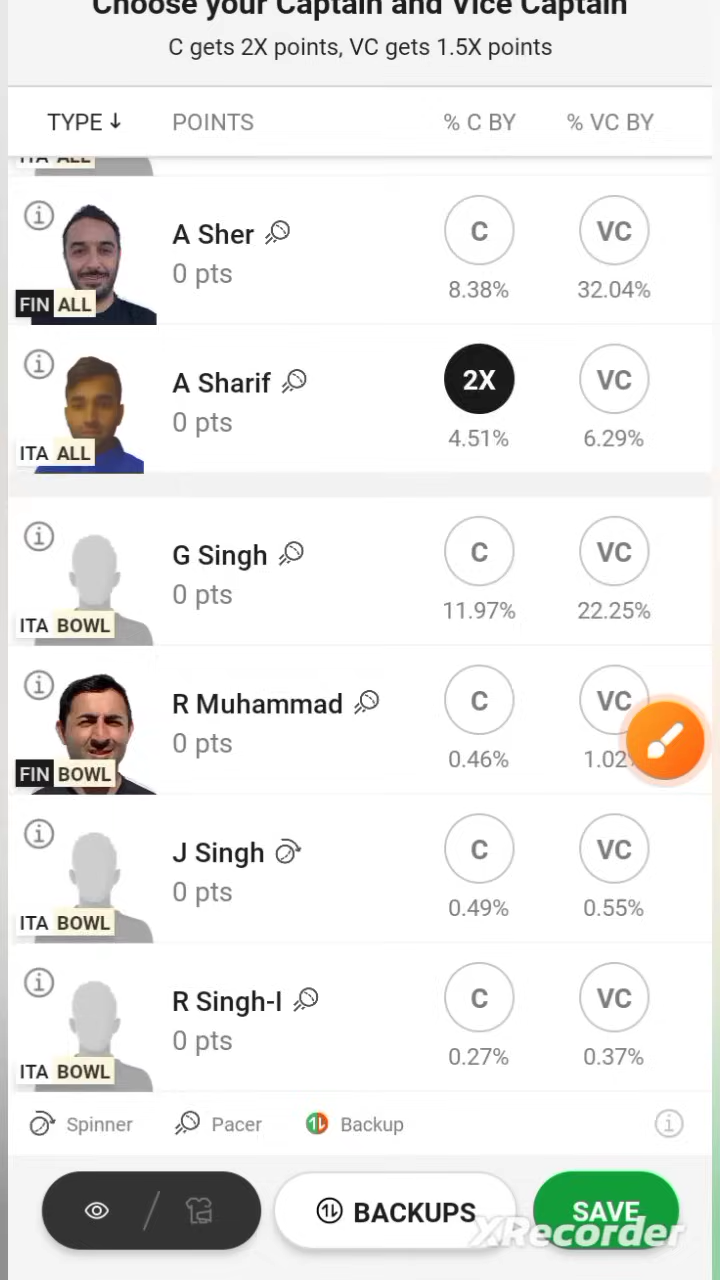 Choose your Captain and Vice Captain
C gets 2X points, VC gets 1.5X points
TYPE ↓ POINTS % C BY % VC BY
ITA ALL
A Sher C VC
0 pts 8.38% 32.04%
FIN ALL
A Sharif 2X VC
0 pts 4.51% 6.29%
ITA ALL
G Singh C VC
0 pts 11.97% 22.25%
ITA BOWL
R Muhammad C VC
0 pts 0.46% 1.02
FIN BOWL
J Singh C VC
0 pts 0.49% 0.55%
ITA BOWL
R Singh-I C VC
0 pts 0.27% 0.37%
ITA BOWL
Spinner Pacer Backup
BACKUPS SAVE
XRecorder